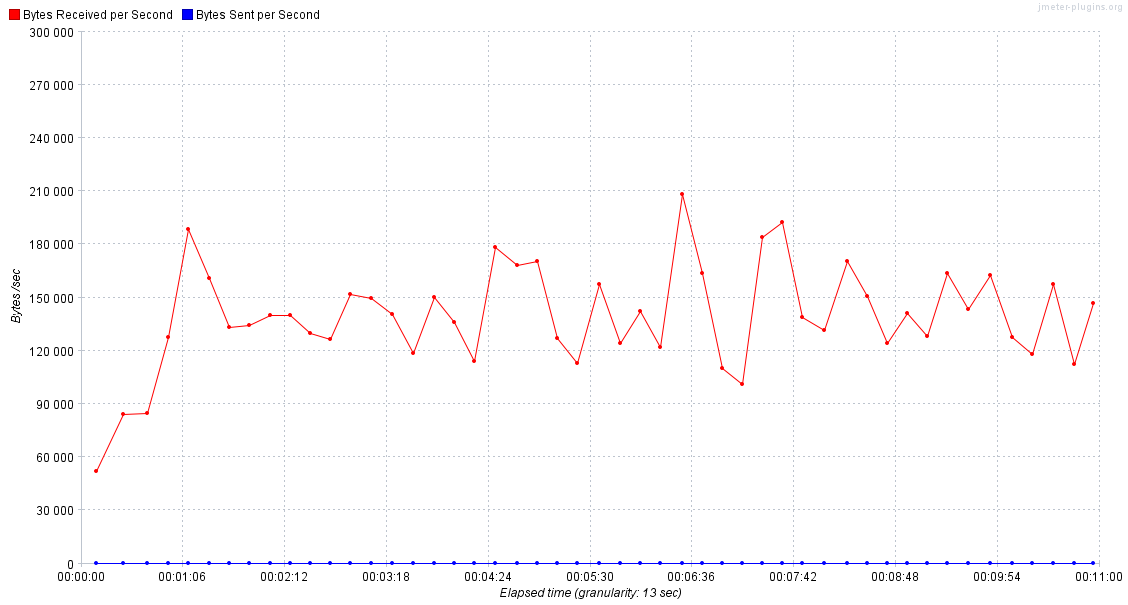 jmeter-plugins.org
Bytes Received per Second Bytes Sent per Second
300 000
270 000
240 000
210 000
180 000
150 000
120 000
90 000
60 000
30 000
0
Bytes /sec
00:00:00 00:01:06 00:02:12 00:03:18 00:04:24 00:05:30 00:06:36 00:07:42 00:08:48 00:09:54 00:11:00
Elapsed time (granularity: 13 sec)